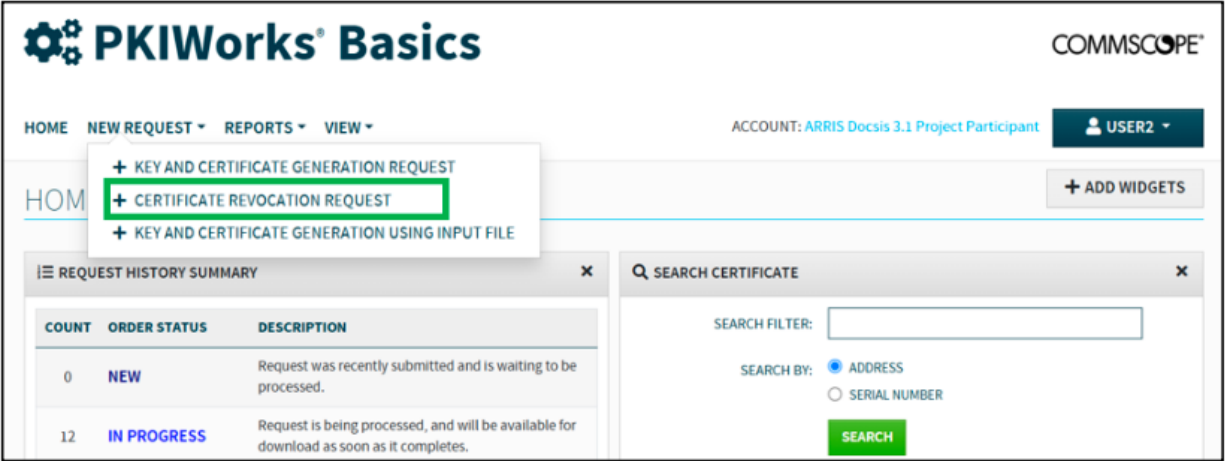 PKIWorks® Basics
COMMSCOPE®
HOME NEW REQUEST REPORTS VIEW
ACCOUNT: ARRIS Docsis 3.1 Project Participant
USER2
+ KEY AND CERTIFICATE GENERATION REQUEST
+ CERTIFICATE REVOCATION REQUEST
+ KEY AND CERTIFICATE GENERATION USING INPUT FILE
HOM
+ ADD WIDGETS
REQUEST HISTORY SUMMARY
COUNT ORDER STATUS DESCRIPTION
0 NEW Request was recently submitted and is waiting to be
processed.
12 IN PROGRESS Request is being processed, and will be available for
download as soon as it completes.
SEARCH CERTIFICATE
SEARCH FILTER:
SEARCH BY: ADDRESS
SERIAL NUMBER
SEARCH